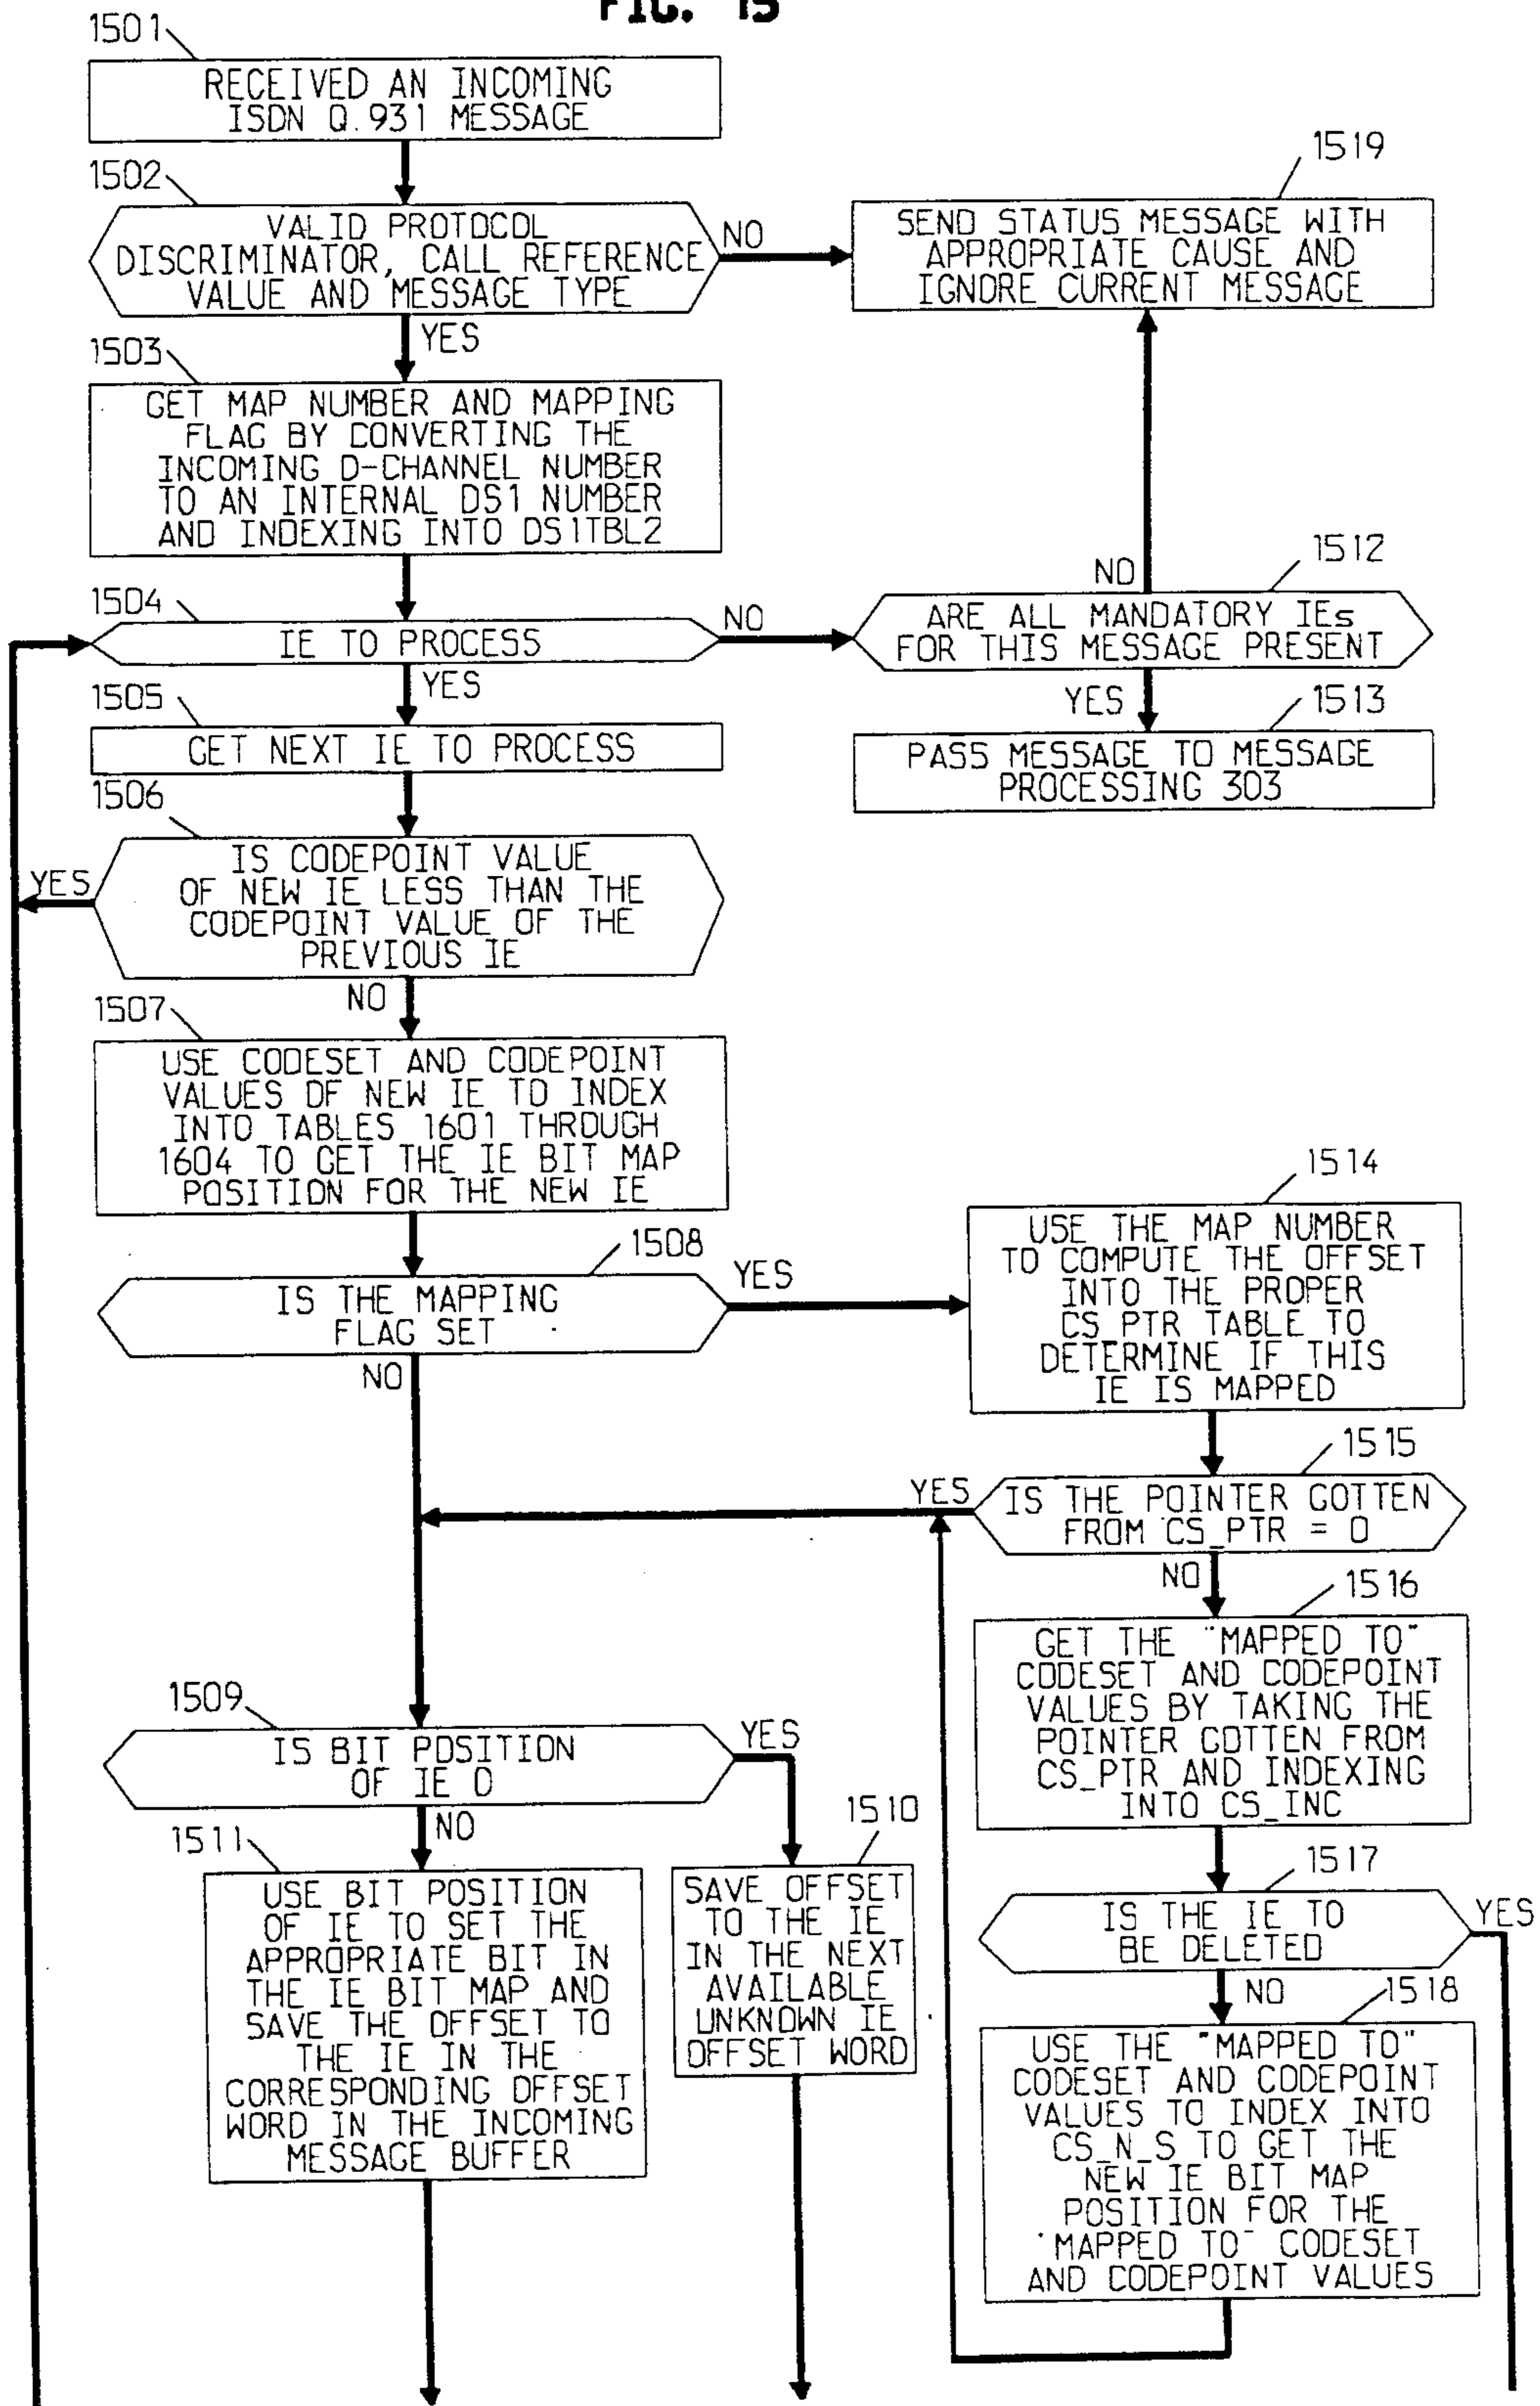 FIG. 15
1501
RECEIVED AN INCOMING
ISDN Q.931 MESSAGE
1502
VALID PROTOCOL
DISCRIMINATOR, CALL REFERENCE
VALUE AND MESSAGE TYPE
NO
YES
1519
SEND STATUS MESSAGE WITH
APPROPRIATE CAUSE AND
IGNORE CURRENT MESSAGE
1503
GET MAP NUMBER AND MAPPING
FLAG BY CONVERTING THE
INCOMING D-CHANNEL NUMBER
TO AN INTERNAL DS1 NUMBER
AND INDEXING INTO DS1TBL2
1504
IE TO PROCESS
NO
YES
1512
NO
ARE ALL MANDATORY IEs
FOR THIS MESSAGE PRESENT
YES
1513
PASS MESSAGE TO MESSAGE
PROCESSING 303
1505
GET NEXT IE TO PROCESS
1506
IS CODEPOINT VALUE
OF NEW IE LESS THAN THE
CODEPOINT VALUE OF THE
PREVIOUS IE
YES
NO
1507
USE CODESET AND CODEPOINT
VALUES OF NEW IE TO INDEX
INTO TABLES 1601 THROUGH
1604 TO GET THE IE BIT MAP
POSITION FOR THE NEW IE
1508
IS THE MAPPING
FLAG SET
YES
NO
1514
USE THE MAP NUMBER
TO COMPUTE THE OFFSET
INTO THE PROPER
CS_PTR TABLE TO
DETERMINE IF THIS
IE IS MAPPED
1515
IS THE POINTER GOTTEN
FROM CS_PTR = 0
YES
NO
1516
GET THE "MAPPED TO"
CODESET AND CODEPOINT
VALUES BY TAKING THE
POINTER GOTTEN FROM
CS_PTR AND INDEXING
INTO CS_INC
1509
IS BIT POSITION
OF IE 0
YES
NO
1510
SAVE OFFSET
TO THE IE
IN THE NEXT
AVAILABLE
UNKNOWN IE
OFFSET WORD
1511
USE BIT POSITION
OF IE TO SET THE
APPROPRIATE BIT IN
THE IE BIT MAP AND
SAVE THE OFFSET TO
THE IE IN THE
CORRESPONDING OFFSET
WORD IN THE INCOMING
MESSAGE BUFFER
1517
IS THE IE TO
BE DELETED
YES
NO
1518
USE THE "MAPPED TO"
CODESET AND CODEPOINT
VALUES TO INDEX INTO
CS_N_S TO GET THE
NEW IE BIT MAP
POSITION FOR THE
"MAPPED TO" CODESET
AND CODEPOINT VALUES